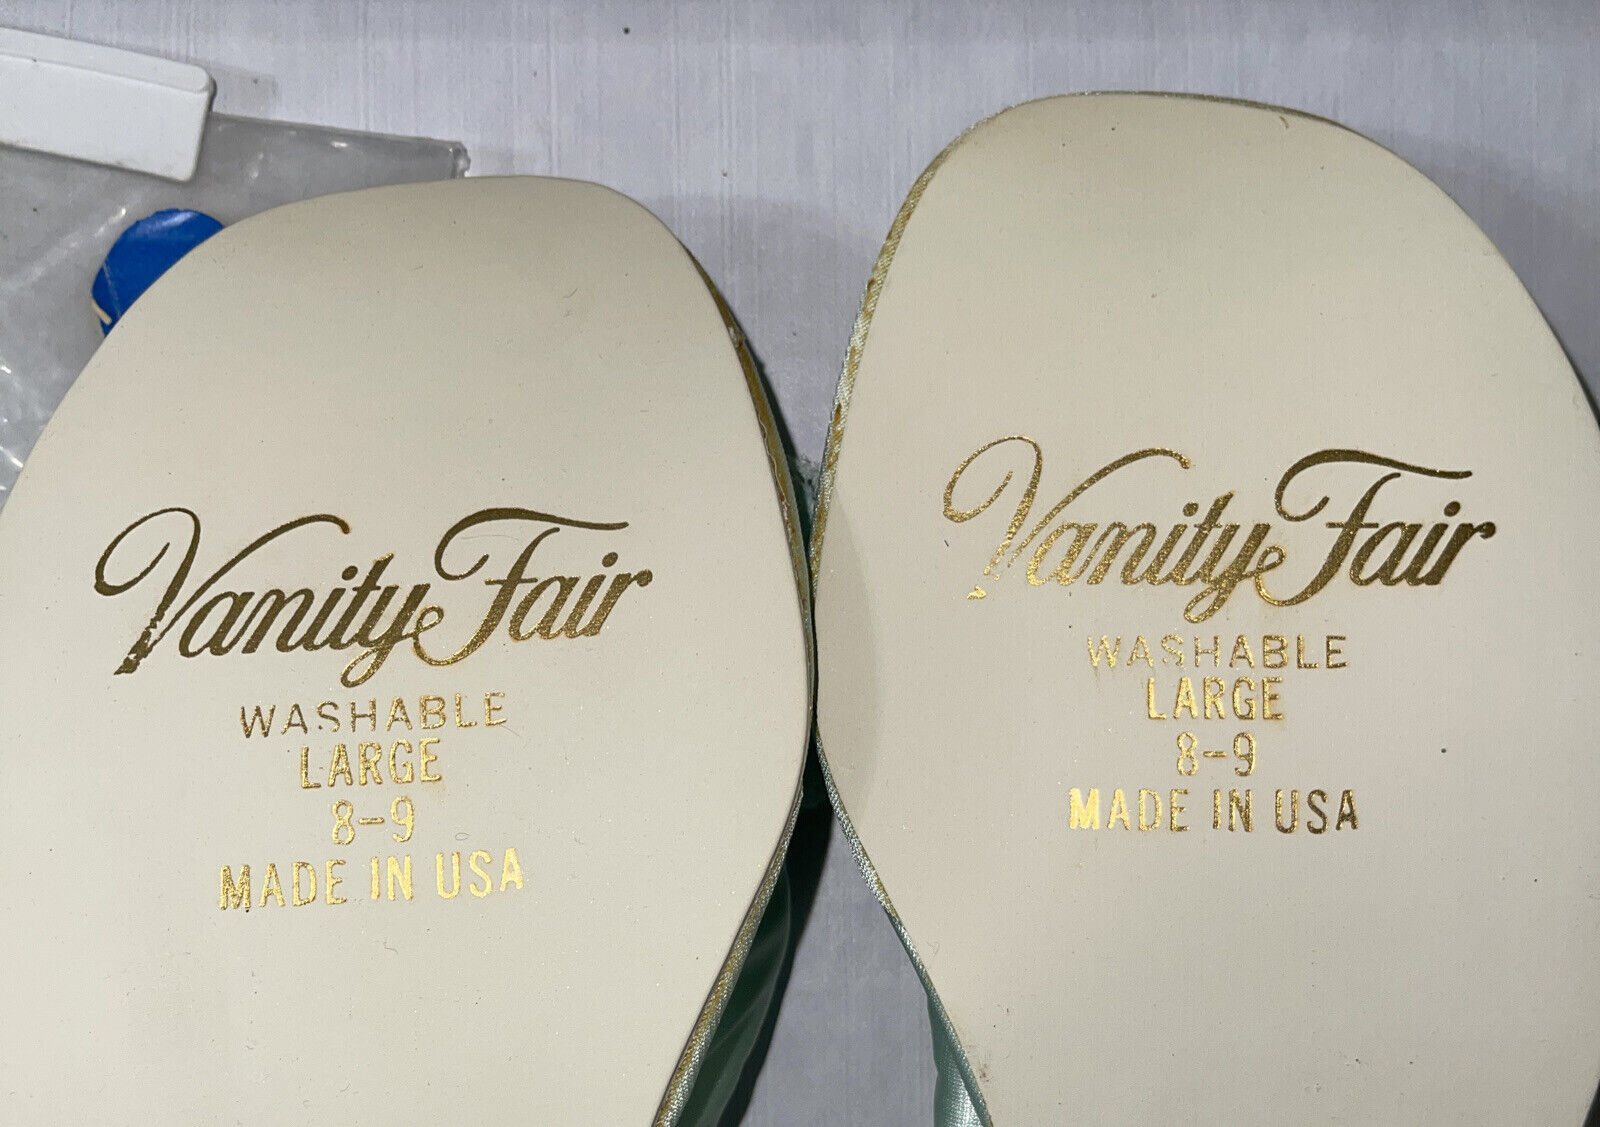 Vanity Fair
WASHABLE
LARGE
8-9
MADE IN USA
Vanity Fair
WASHABLE
LARGE
8-9
MADE IN USA